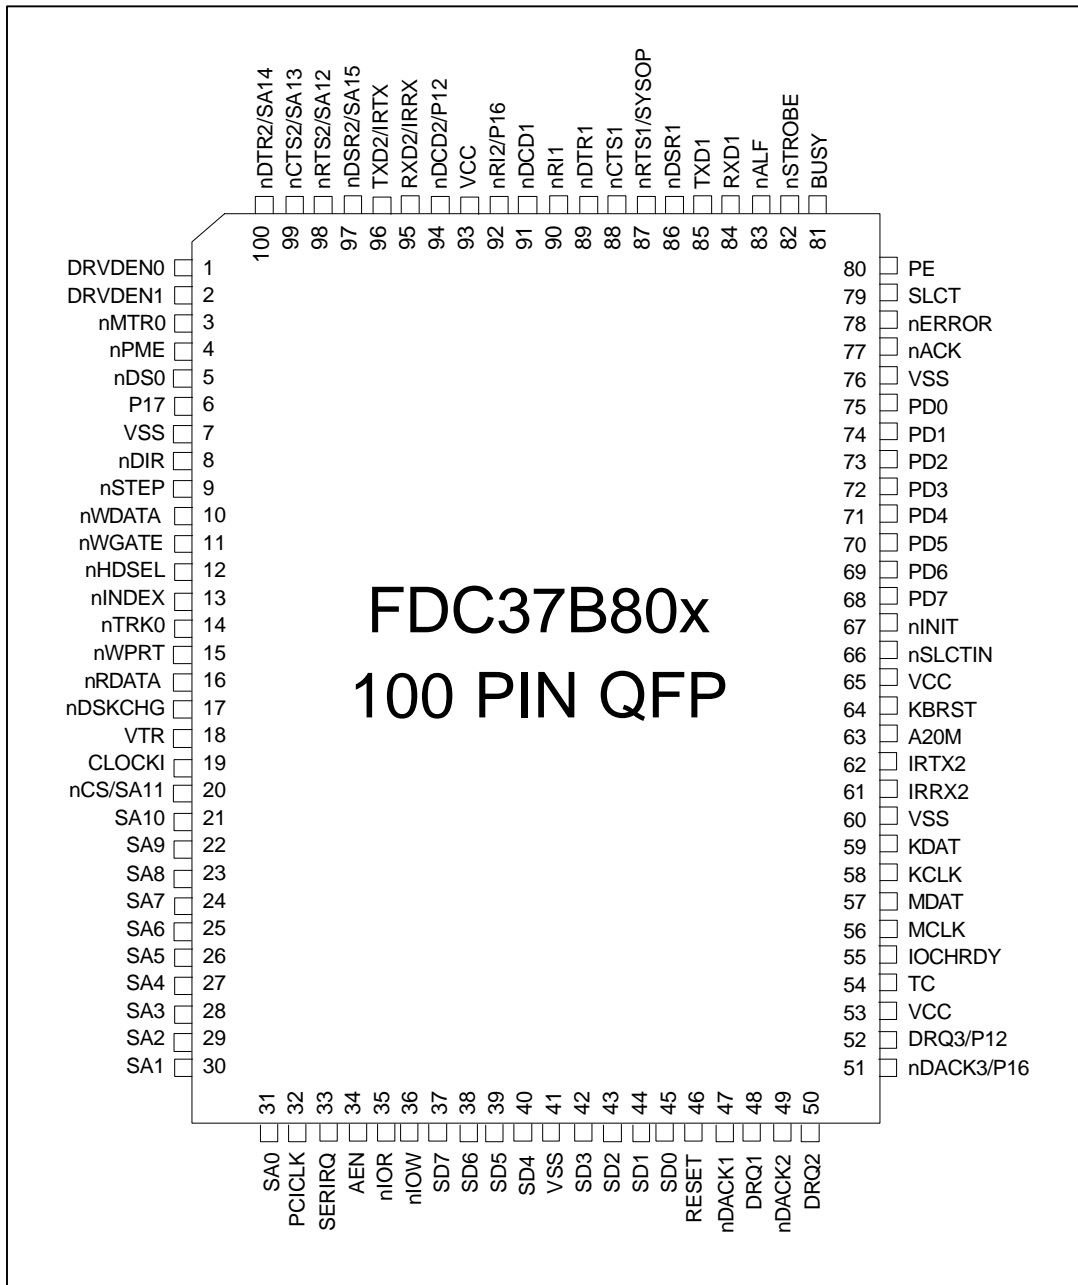 nDTR2/SA14
nCTS2/SA13
nRTS2/SA12
nDSR2/SA15
TXD2/IRTX
RXD2/IRRX
nDCD2/P12
VCC
nRI2/P16
nDCD1
nRI1
nDTR1
nCTS1
nRTS1/SYSOP
nDSR1
TXD1
RXD1
nALF
nSTROBE
BUSY
100
99
98
97
96
95
94
93
92
91
90
89
88
87
86
85
84
83
82
81
DRVDEN0 1
DRVDEN1 2
nMTR0 3
nPME 4
nDS0 5
P17 6
VSS 7
nDIR 8
nSTEP 9
nWDATA 10
nWGATE 11
nHDSEL 12
nINDEX 13
nTRK0 14
nWPRT 15
nRDATA 16
nDSKCHG 17
VTR 18
CLOCKI 19
nCS/SA11 20
SA10 21
SA9 22
SA8 23
SA7 24
SA6 25
SA5 26
SA4 27
SA3 28
SA2 29
SA1 30
FDC37B80x
100 PIN QFP
80 PE
79 SLCT
78 nERROR
77 nACK
76 VSS
75 PD0
74 PD1
73 PD2
72 PD3
71 PD4
70 PD5
69 PD6
68 PD7
67 nINIT
66 nSLCTIN
65 VCC
64 KBRST
63 A20M
62 IRTX2
61 IRRX2
60 VSS
59 KDAT
58 KCLK
57 MDAT
56 MCLK
55 IOCHRDY
54 TC
53 VCC
52 DRQ3/P12
51 nDACK3/P16
31
32
33
34
35
36
37
38
39
40
41
42
43
44
45
46
47
48
49
50
SA0
PCICLK
SERIRQ
AEN
nIOR
nIOW
SD7
SD6
SD5
SD4
VSS
SD3
SD2
SD1
SD0
RESET
nDACK1
DRQ1
nDACK2
DRQ2